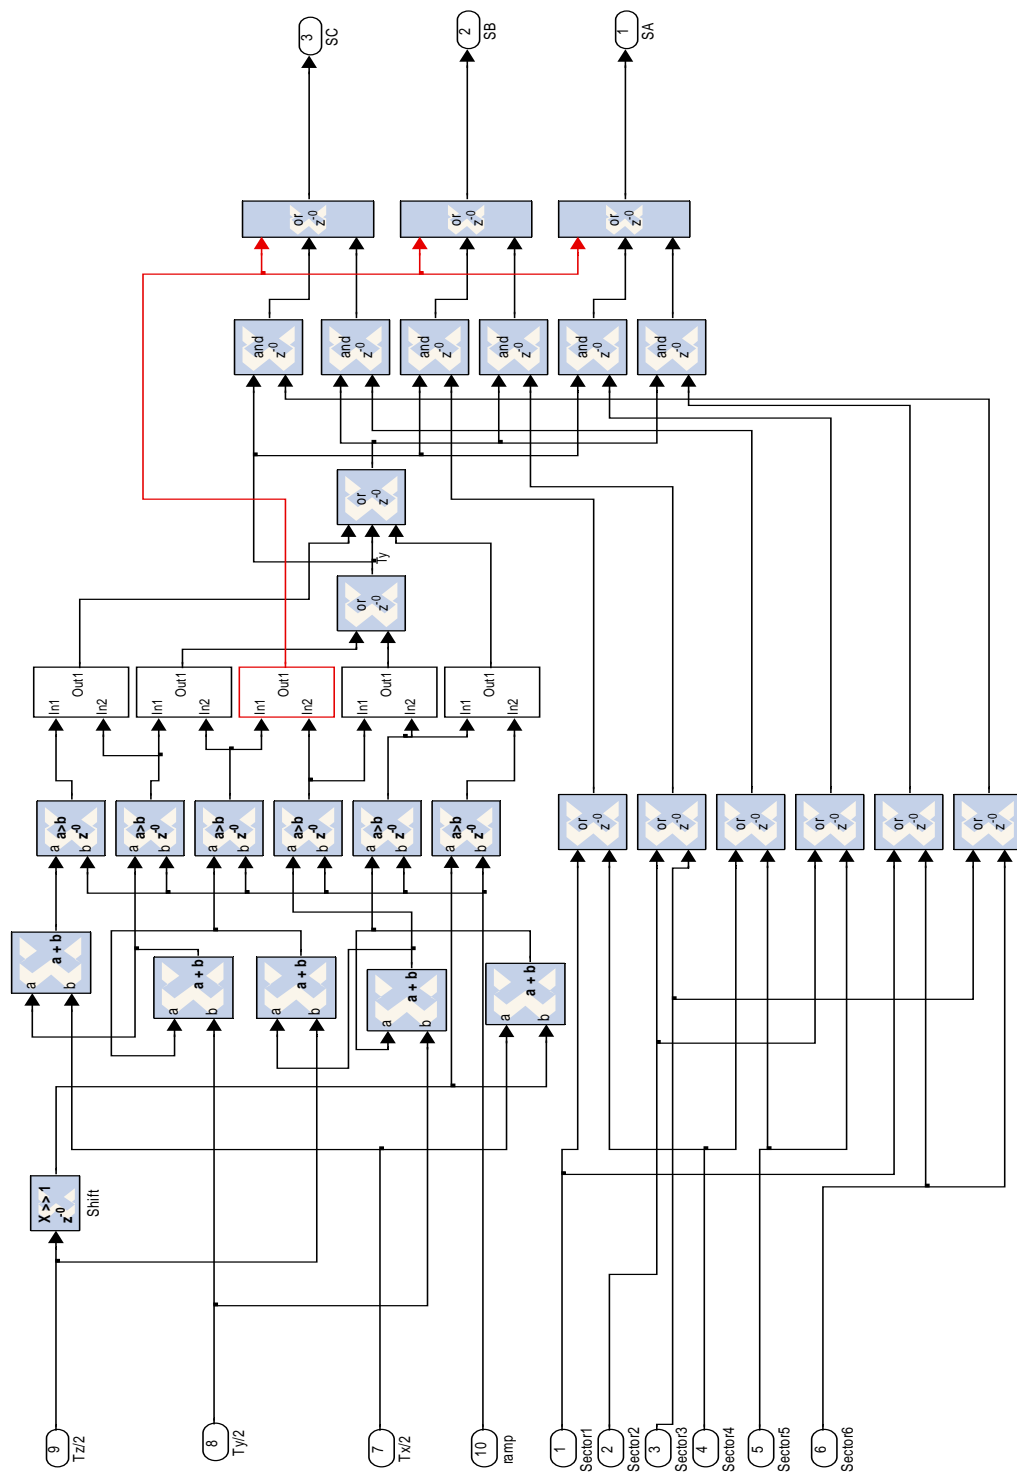 9
Tz/2
8
Ty/2
7
Tx/2
10
ramp
1
Sector1
2
Sector2
3
Sector3
4
Sector4
5
Sector5
6
Sector6
X >> 1
z-0
Shift
a
b
a + b
a
b
a + b
a
b
a + b
a
b
a + b
a
b
a + b
a
b
a>b
z-0
a
b
a>b
z-0
a
b
a>b
z-0
a
b
a>b
z-0
a
b
a>b
z-0
a
b
a>b
z-0
or
z-0
or
z-0
or
z-0
or
z-0
or
z-0
or
z-0
In1
In2
Out1
In1
In2
Out1
In1
In2
Out1
In1
In2
Out1
In1
In2
Out1
or
z-0
Ty
or
z-0
and
z-0
and
z-0
and
z-0
and
z-0
and
z-0
and
z-0
or
z-0
or
z-0
or
z-0
3
SC
2
SB
1
SA